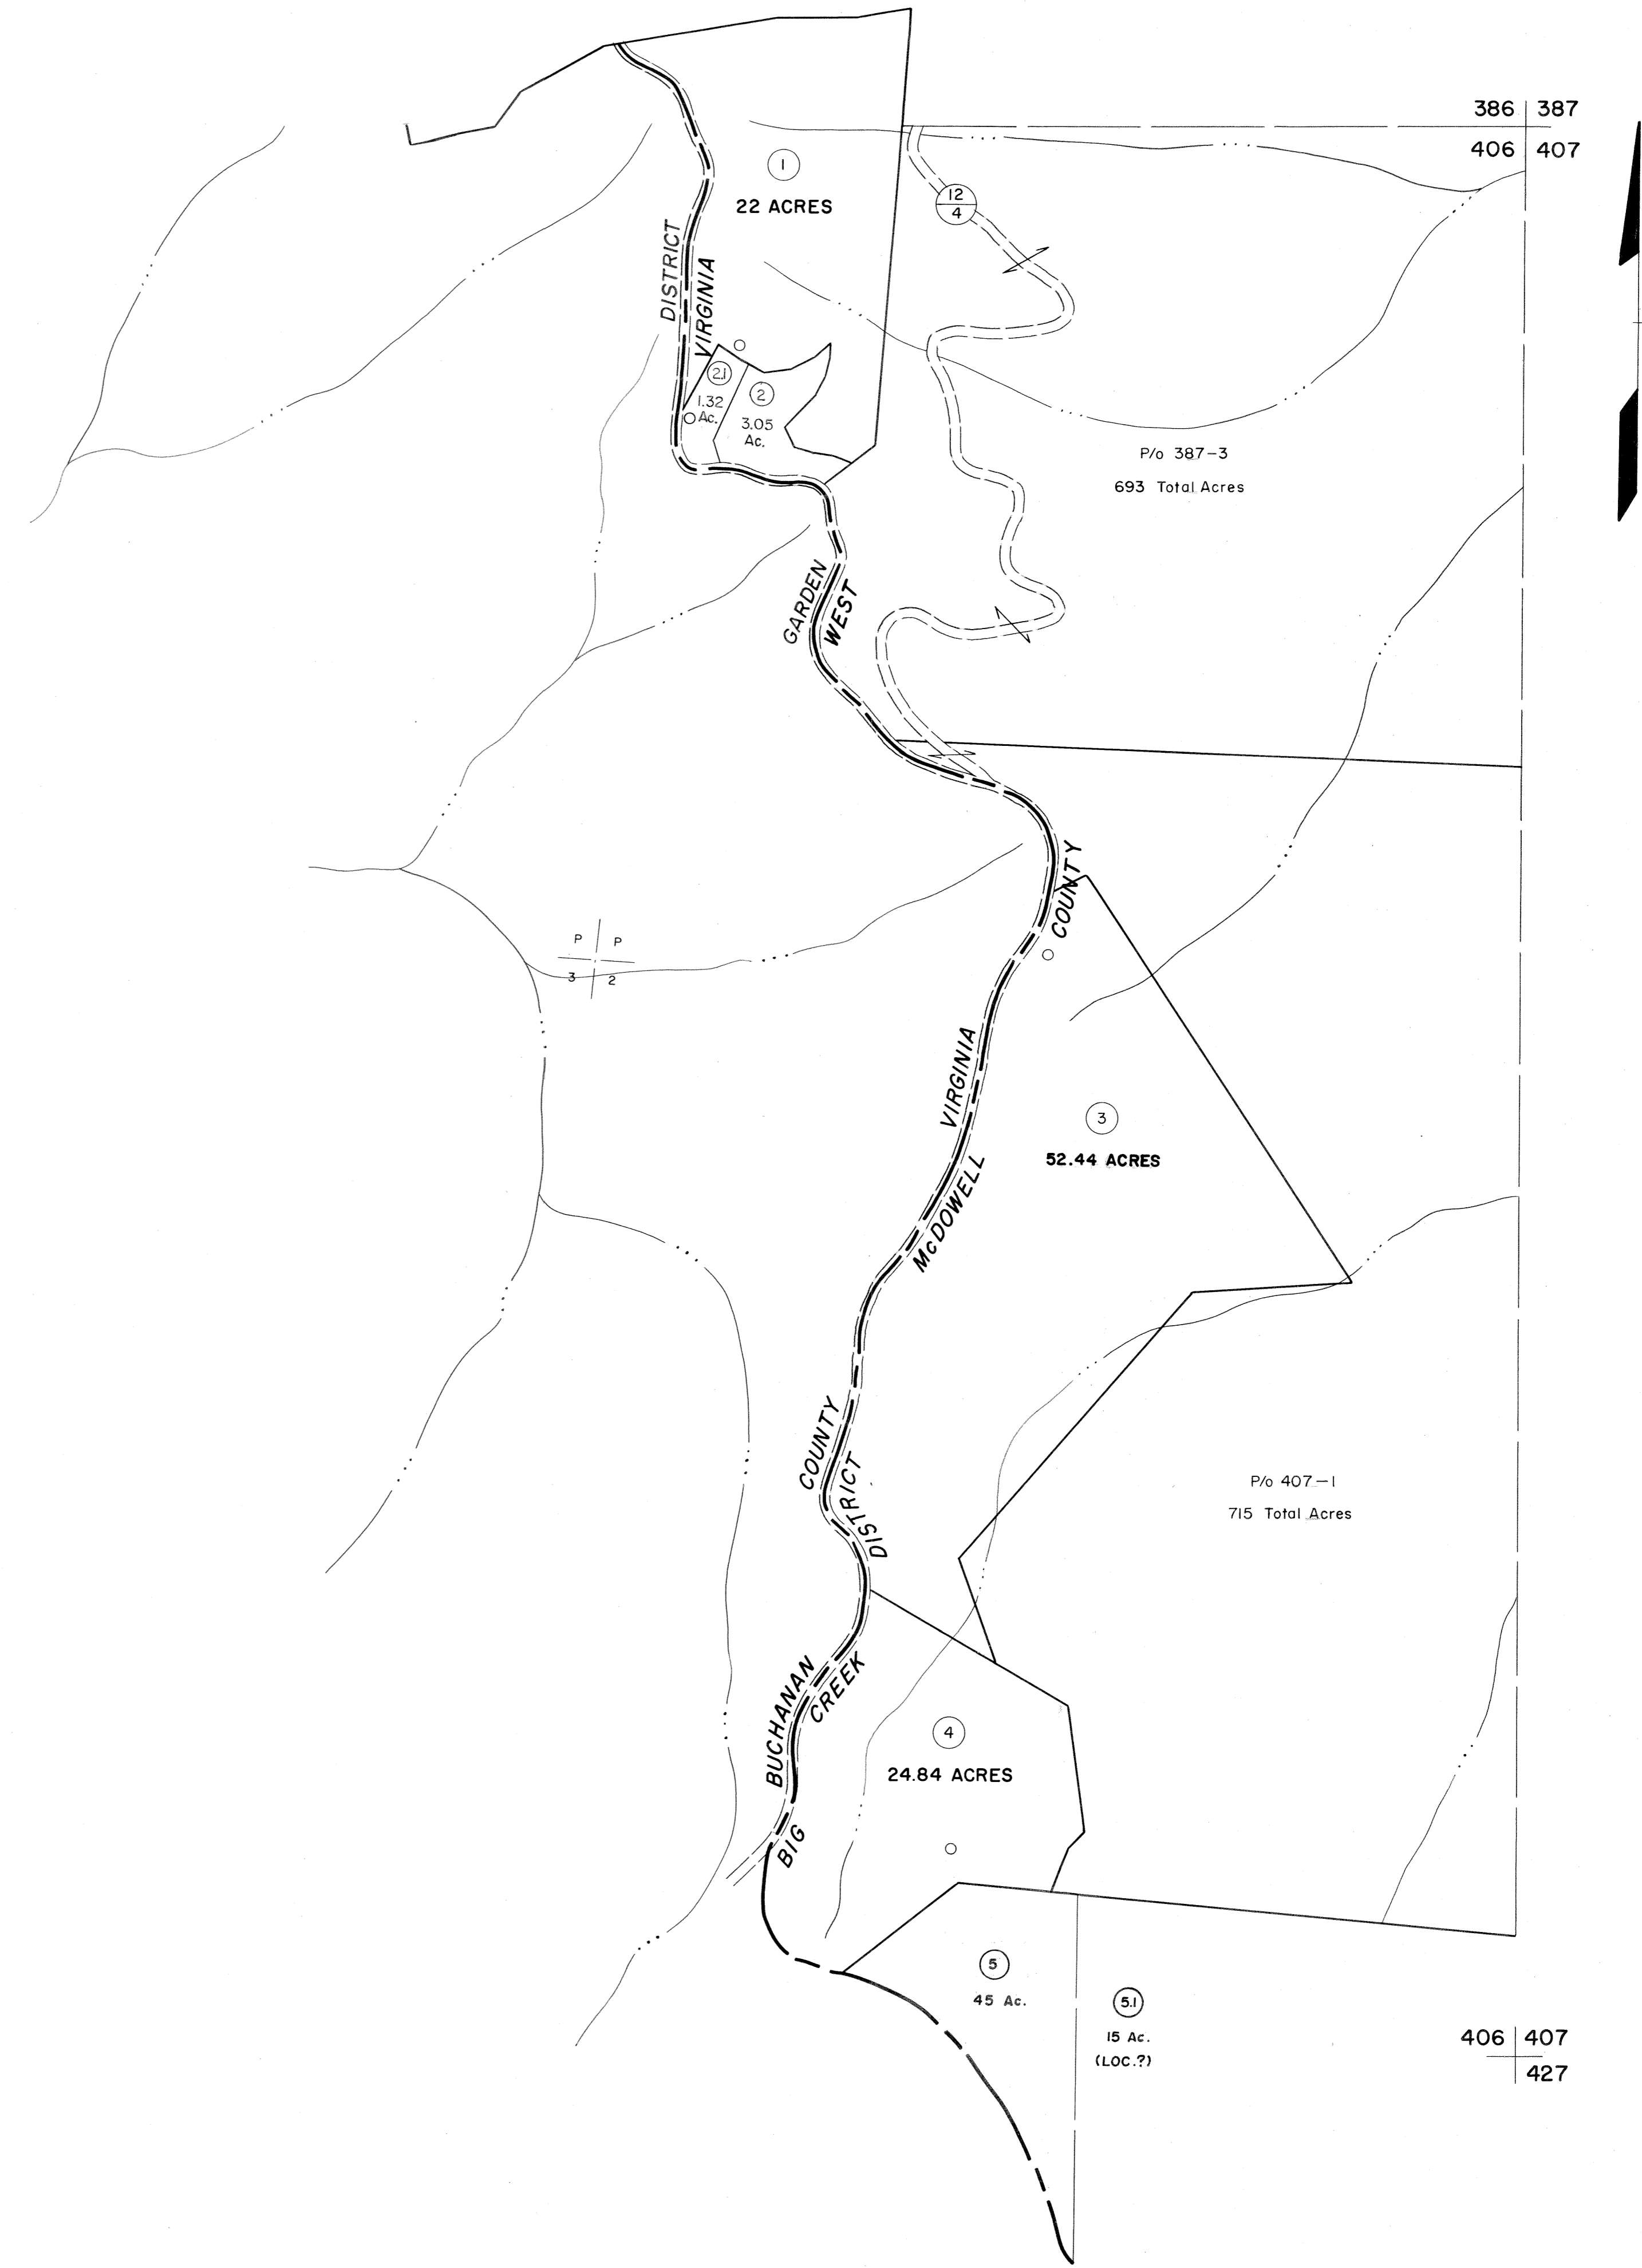 386 387
406 407
1
22 ACRES
12
4
DISTRICT
VIRGINIA
2.1
1.32
Ac.
2
3.05
Ac.
P/o 387-3
693 Total Acres
GARDEN
WEST
COUNTY
P P
3 2
VIRGINIA
McDOWELL
3
52.44 ACRES
COUNTY
DISTRICT
P/o 407-1
715 Total Acres
BUCHANAN
CREEK
4
24.84 ACRES
BIG
5
45 Ac.
5.1
15 Ac.
(LOC.?)
406 407
427